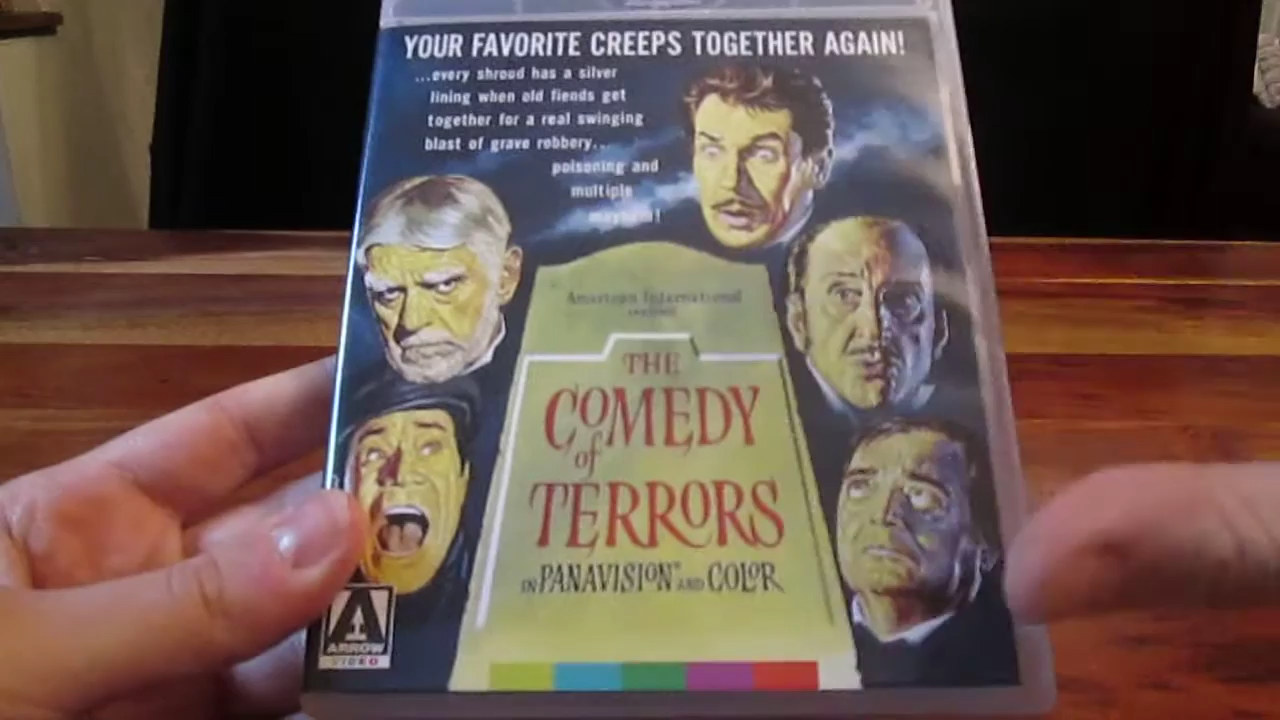 YOUR FAVORITE CREEPS TOGETHER AGAIN!
...every shroud has a silver
lining when old fiends get
together for a real swinging
blast of grave robbery...
poisoning and
multiple
American International
THE
COMEDY
of
TERRORS
IN PANAVISION® AND COLOR
ARROW
VIDEO